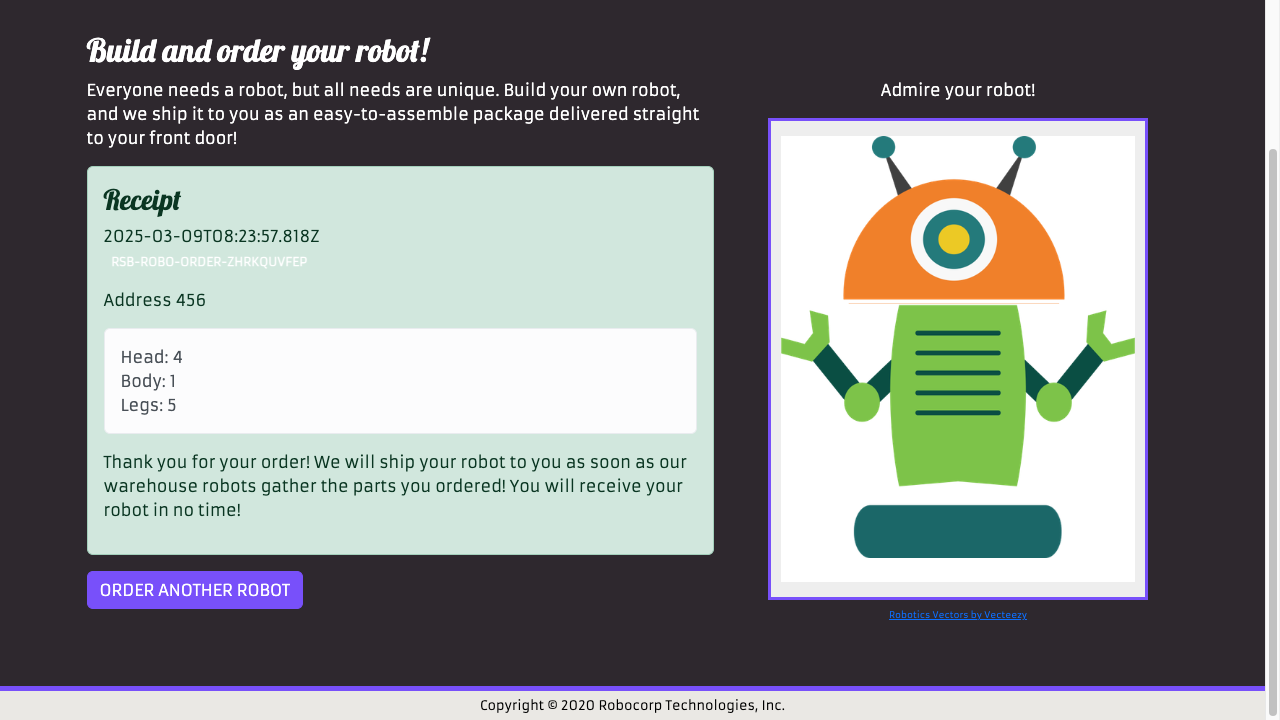 Build and order your robot!
Everyone needs a robot, but all needs are unique. Build your own robot,
and we ship it to you as an easy-to-assemble package delivered straight
to your front door!
Receipt
2025-03-09T08:23:57.818Z
RSB-ROBO-ORDER-ZHRKQUVFEP
Address 456
Head: 4
Body: 1
Legs: 5
Thank you for your order! We will ship your robot to you as soon as our
warehouse robots gather the parts you ordered! You will receive your
robot in no time!
ORDER ANOTHER ROBOT
Admire your robot!
Robotics Vectors by Vecteezy
Copyright © 2020 Robocorp Technologies, Inc.